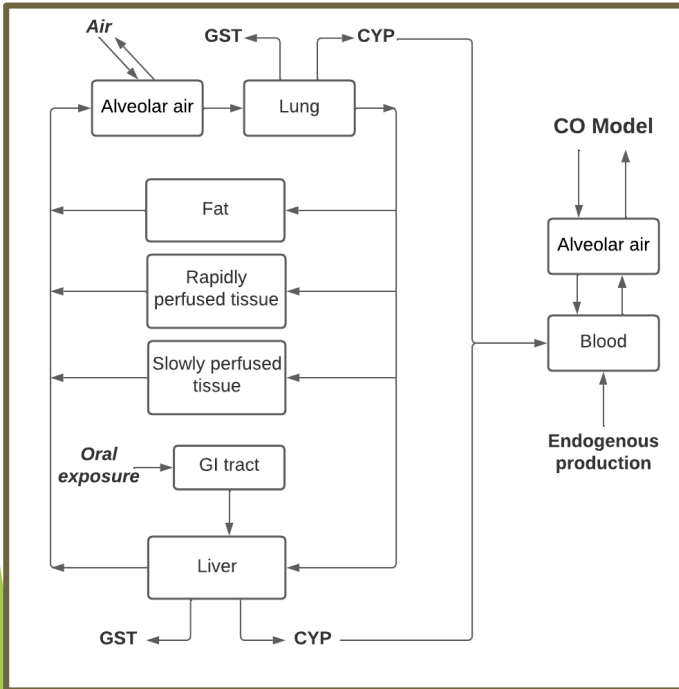 Air
GST
CYP
Alveolar air
Lung
CO Model
Fat
Alveolar air
Rapidly
perfused tissue
Blood
Slowly perfused
tissue
Endogenous
production
Oral
exposure
GI tract
Liver
GST
CYP